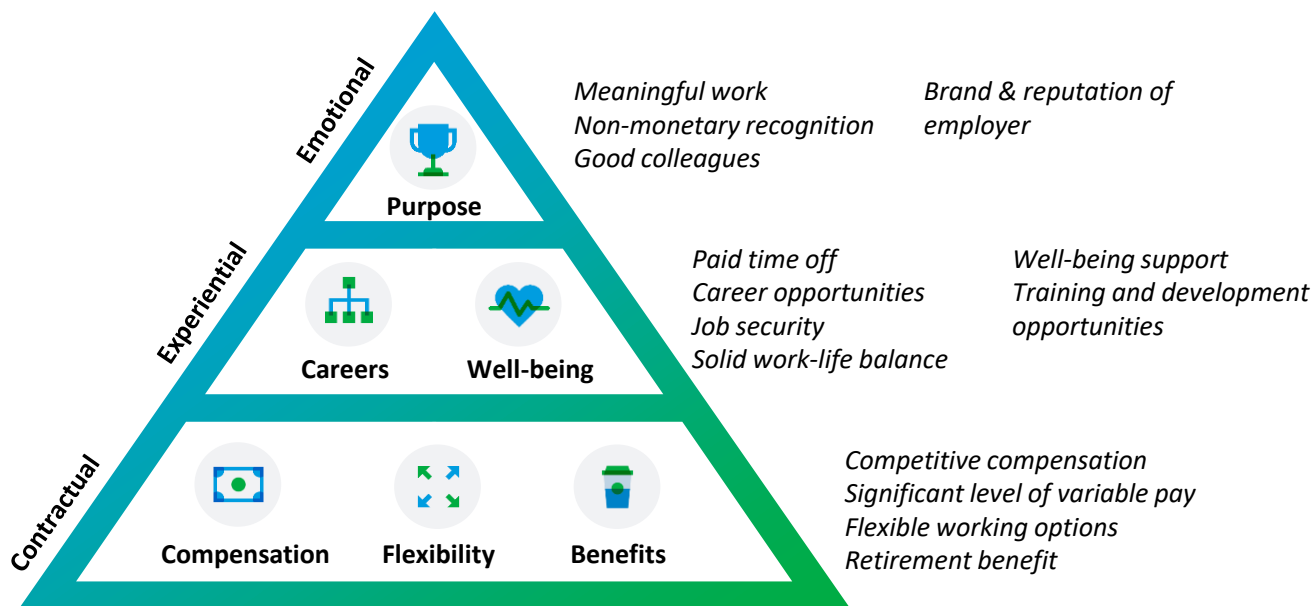 Emotional
Purpose
Meaningful work
Non-monetary recognition
Good colleagues
Brand & reputation of
employer
Experiential
Careers
Well-being
Paid time off
Career opportunities
Job security
Solid work-life balance
Well-being support
Training and development
opportunities
Contractual
Compensation
Flexibility
Benefits
Competitive compensation
Significant level of variable pay
Flexible working options
Retirement benefit